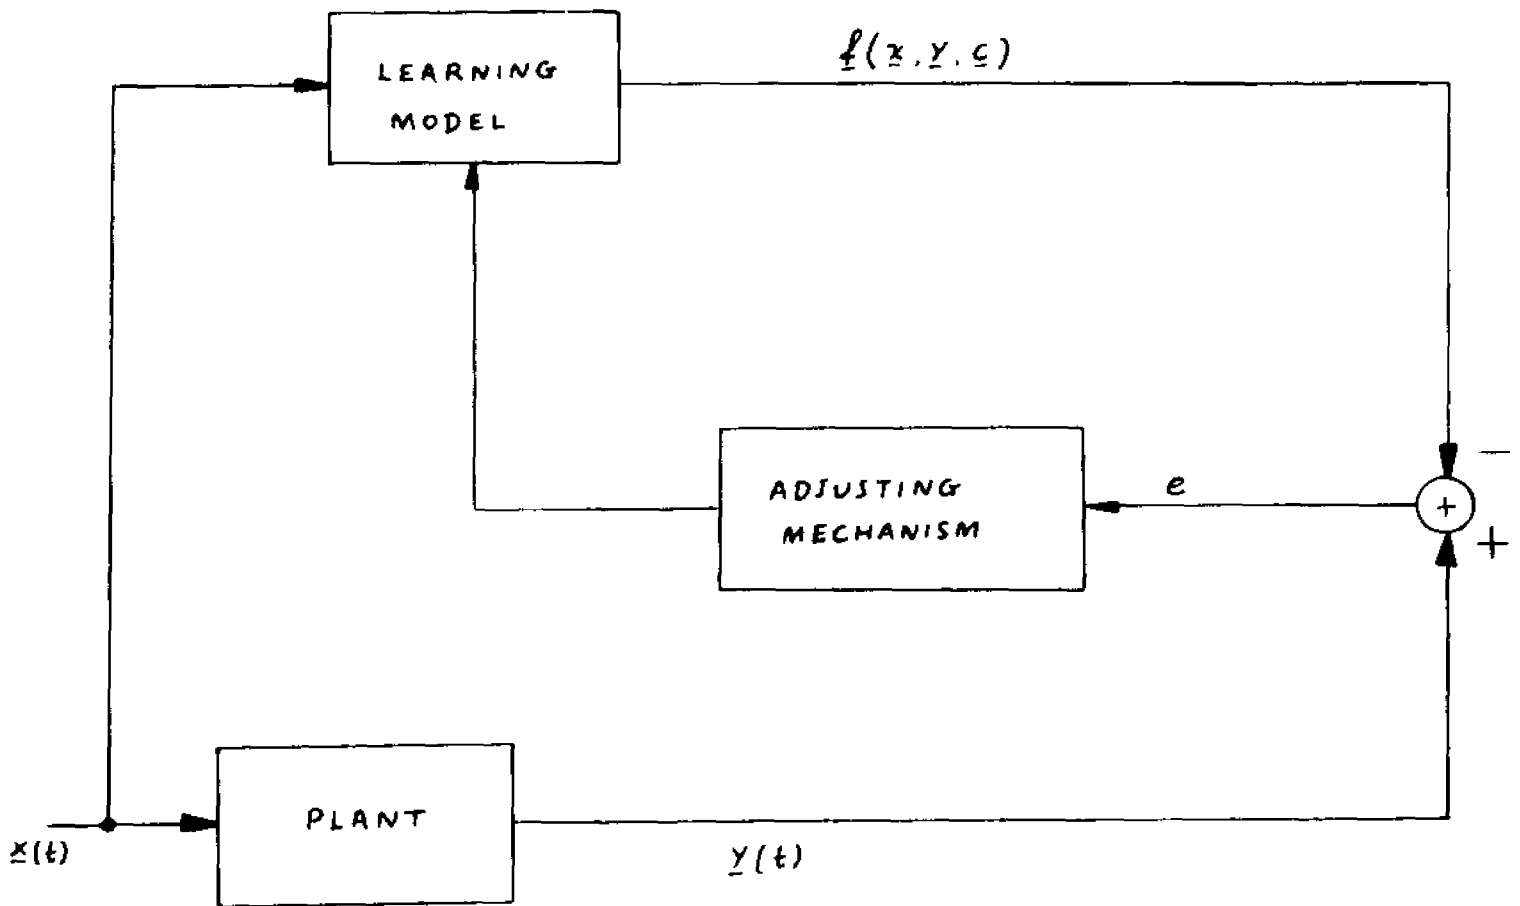 LEARNING
MODEL
f(x, y, c)
−
ADJUSTING
MECHANISM
e
+
+
PLANT
x(t)
y(t)